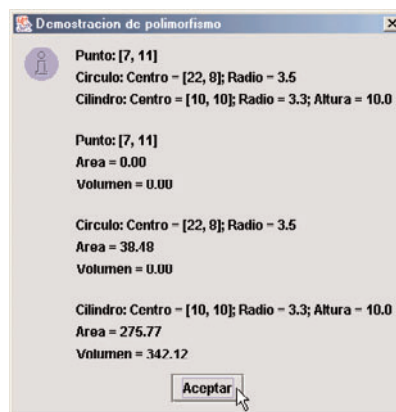 Demostracion de polimorfismo
Punto: [7, 11]
Circulo: Centro = [22, 8]; Radio = 3.5
Cilindro: Centro = [10, 10]; Radio = 3.3; Altura = 10.0
Punto: [7, 11]
Area = 0.00
Volumen = 0.00
Circulo: Centro = [22, 8]; Radio = 3.5
Area = 38.48
Volumen = 0.00
Cilindro: Centro = [10, 10]; Radio = 3.3; Altura = 10.0
Area = 275.77
Volumen = 342.12
Aceptar